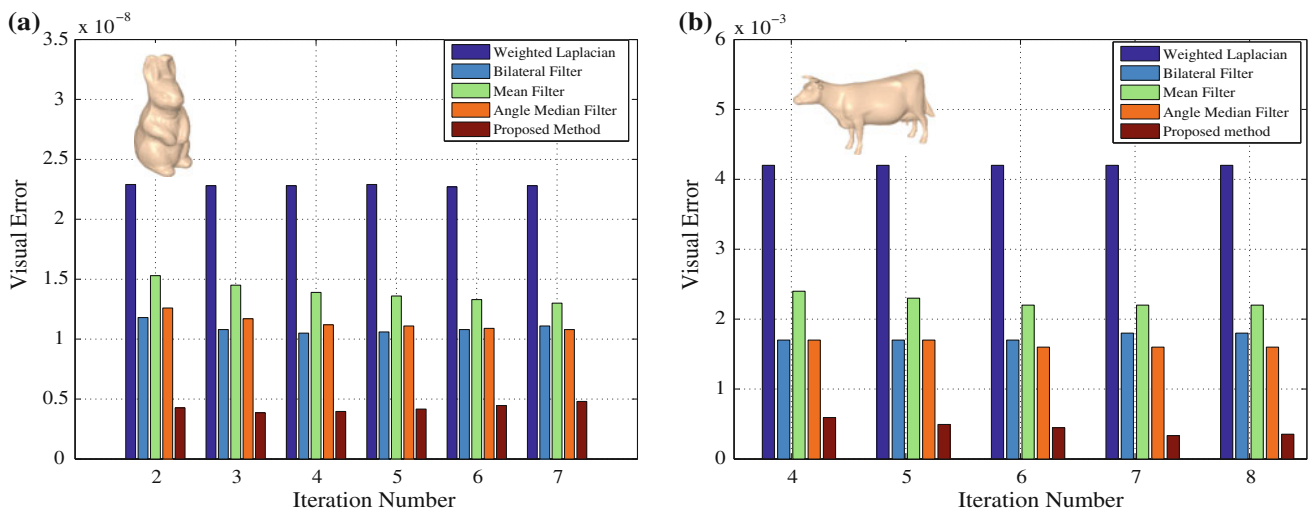 (a)
x 10⁻⁸
3.5
3
2.5
2
1.5
1
0.5
0
Visual Error
Weighted Laplacian
Bilateral Filter
Mean Filter
Angle Median Filter
Proposed Method
2 3 4 5 6 7
Iteration Number
(b)
x 10⁻³
6
5
4
3
2
1
0
Visual Error
Weighted Laplacian
Bilateral Filter
Mean Filter
Angle Median Filter
Proposed method
4 5 6 7 8
Iteration Number